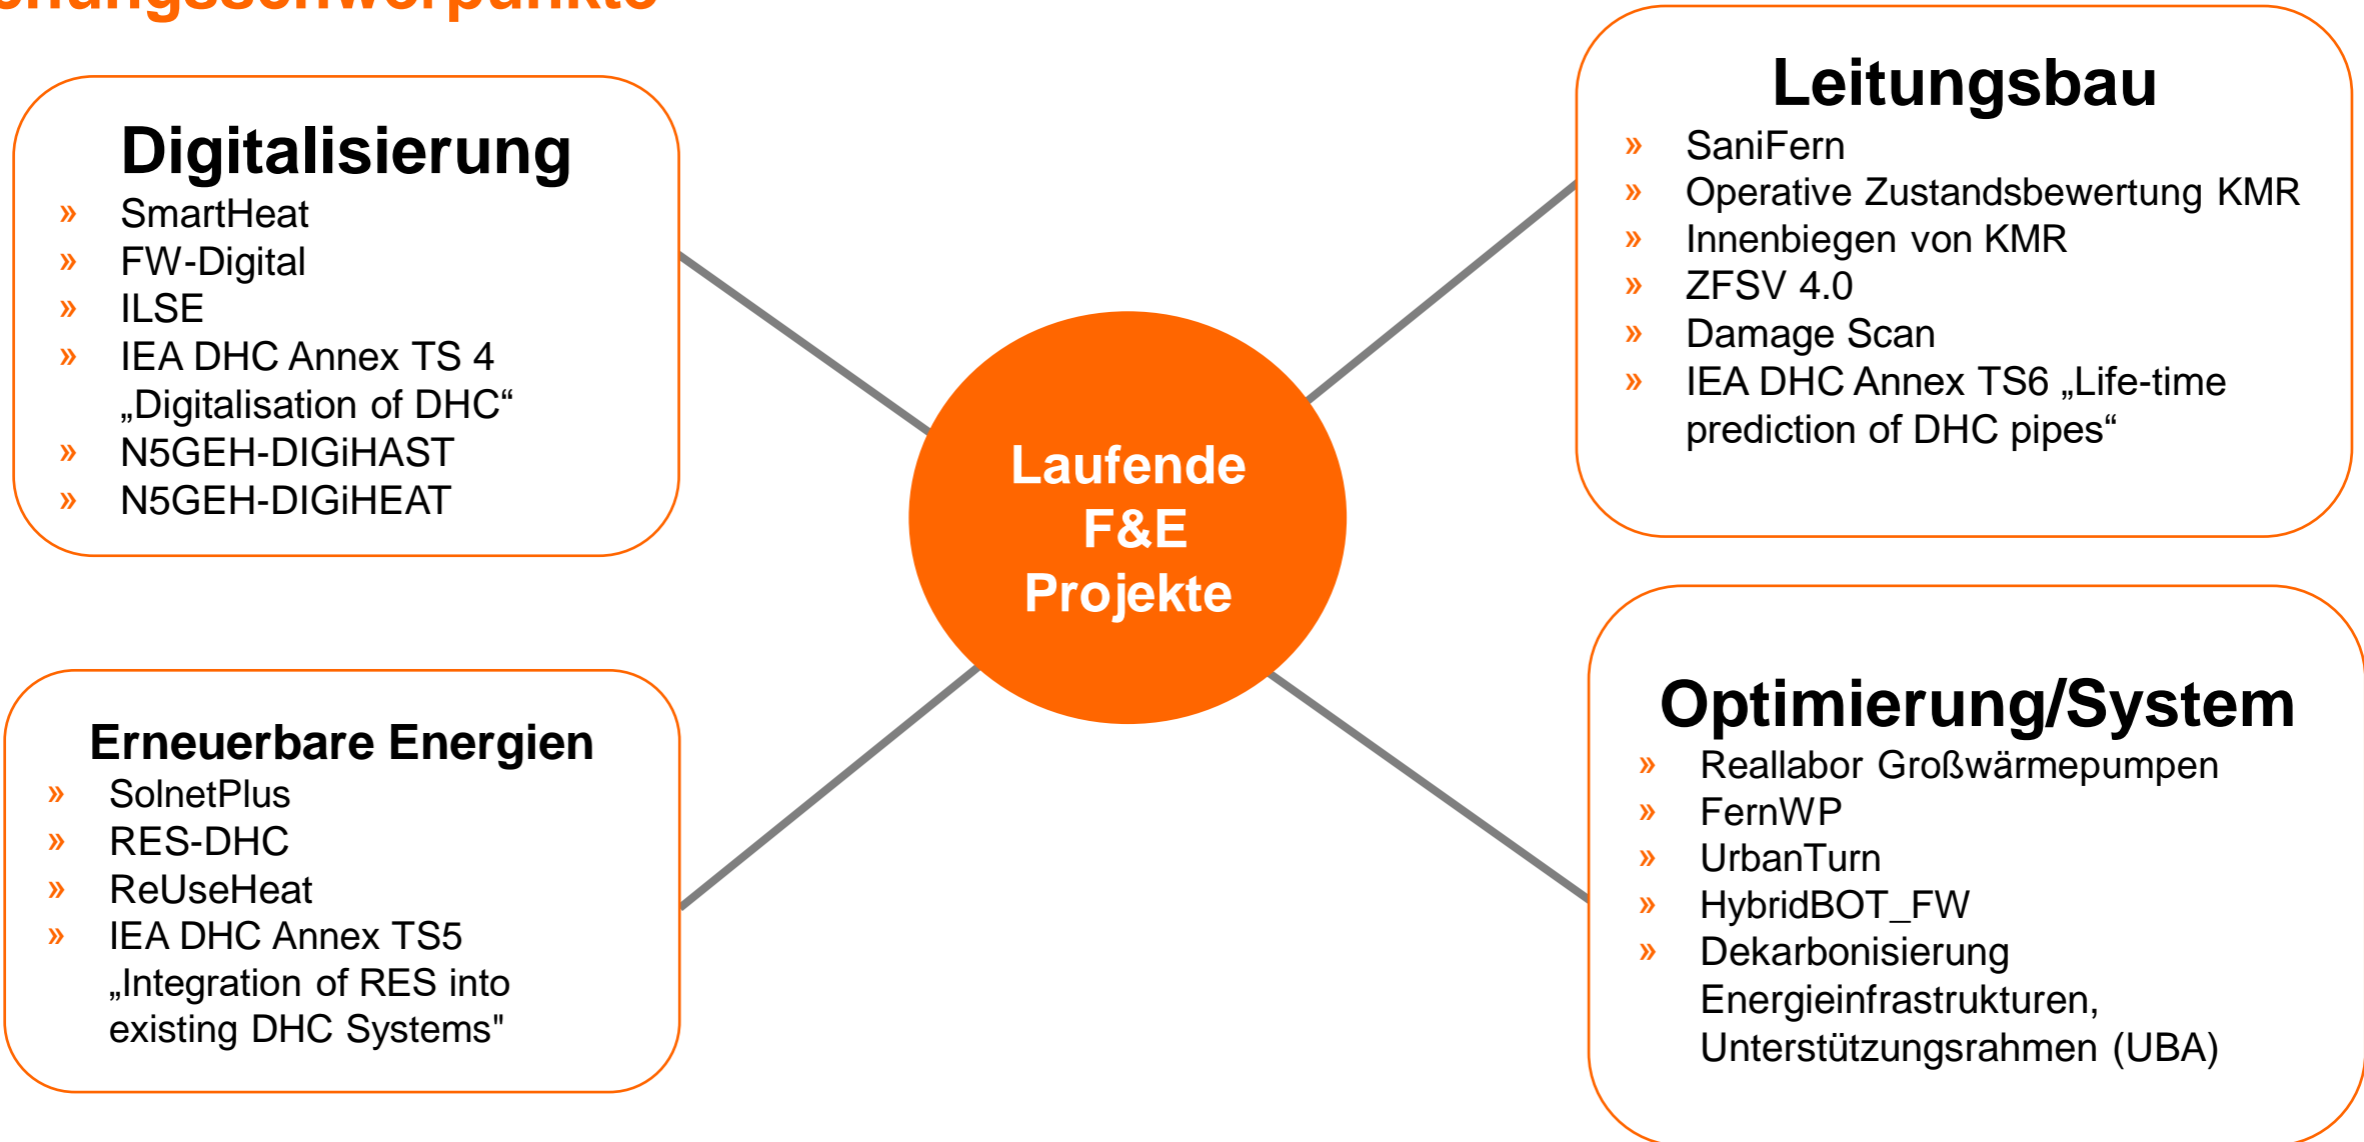 Digitalisierung
» SmartHeat
» FW-Digital
» ILSE
» IEA DHC Annex TS 4
„Digitalisation of DHC“
» N5GEH-DIGiHAST
» N5GEH-DIGiHEAT
Leitungsbau
» SaniFern
» Operative Zustandsbewertung KMR
» Innenbiegen von KMR
» ZFSV 4.0
» Damage Scan
» IEA DHC Annex TS6 „Life-time
prediction of DHC pipes“
Laufende
F&E
Projekte
Erneuerbare Energien
» SolnetPlus
» RES-DHC
» ReUseHeat
» IEA DHC Annex TS5
„Integration of RES into
existing DHC Systems"
Optimierung/System
» Reallabor Großwärmepumpen
» FernWP
» UrbanTurn
» HybridBOT_FW
» Dekarbonisierung
Energieinfrastrukturen,
Unterstützungsrahmen (UBA)